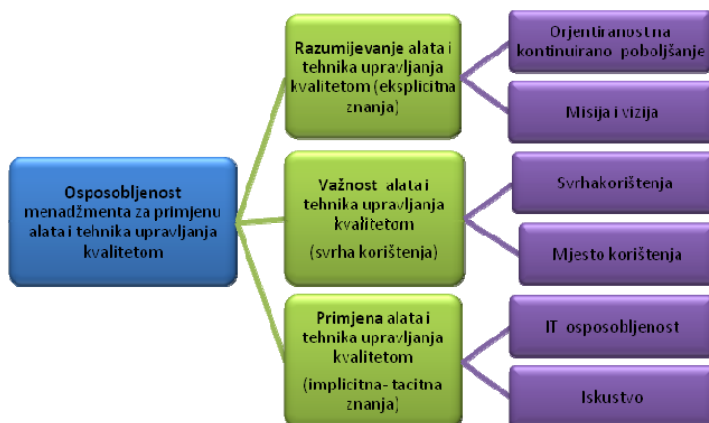 Osposobljenost
menadžmenta za primjenu
alata i tehnika upravljanja
kvalitetom
Razumijevanje alata i
tehnika upravljanja
kvalitetom (eksplicitna
znanja)
Orjentiranost na
kontinuirano poboljšanje
Misija i vizija
Važnost alata i
tehnika upravljanja
kvalitetom
(svrha korištenja)
Svrhakorištenja
Mjesto korištenja
Primjena alata i
tehnika upravljanja
kvalitetom
(implicitna- tacitna
znanja)
IT osposobljenost
Iskustvo